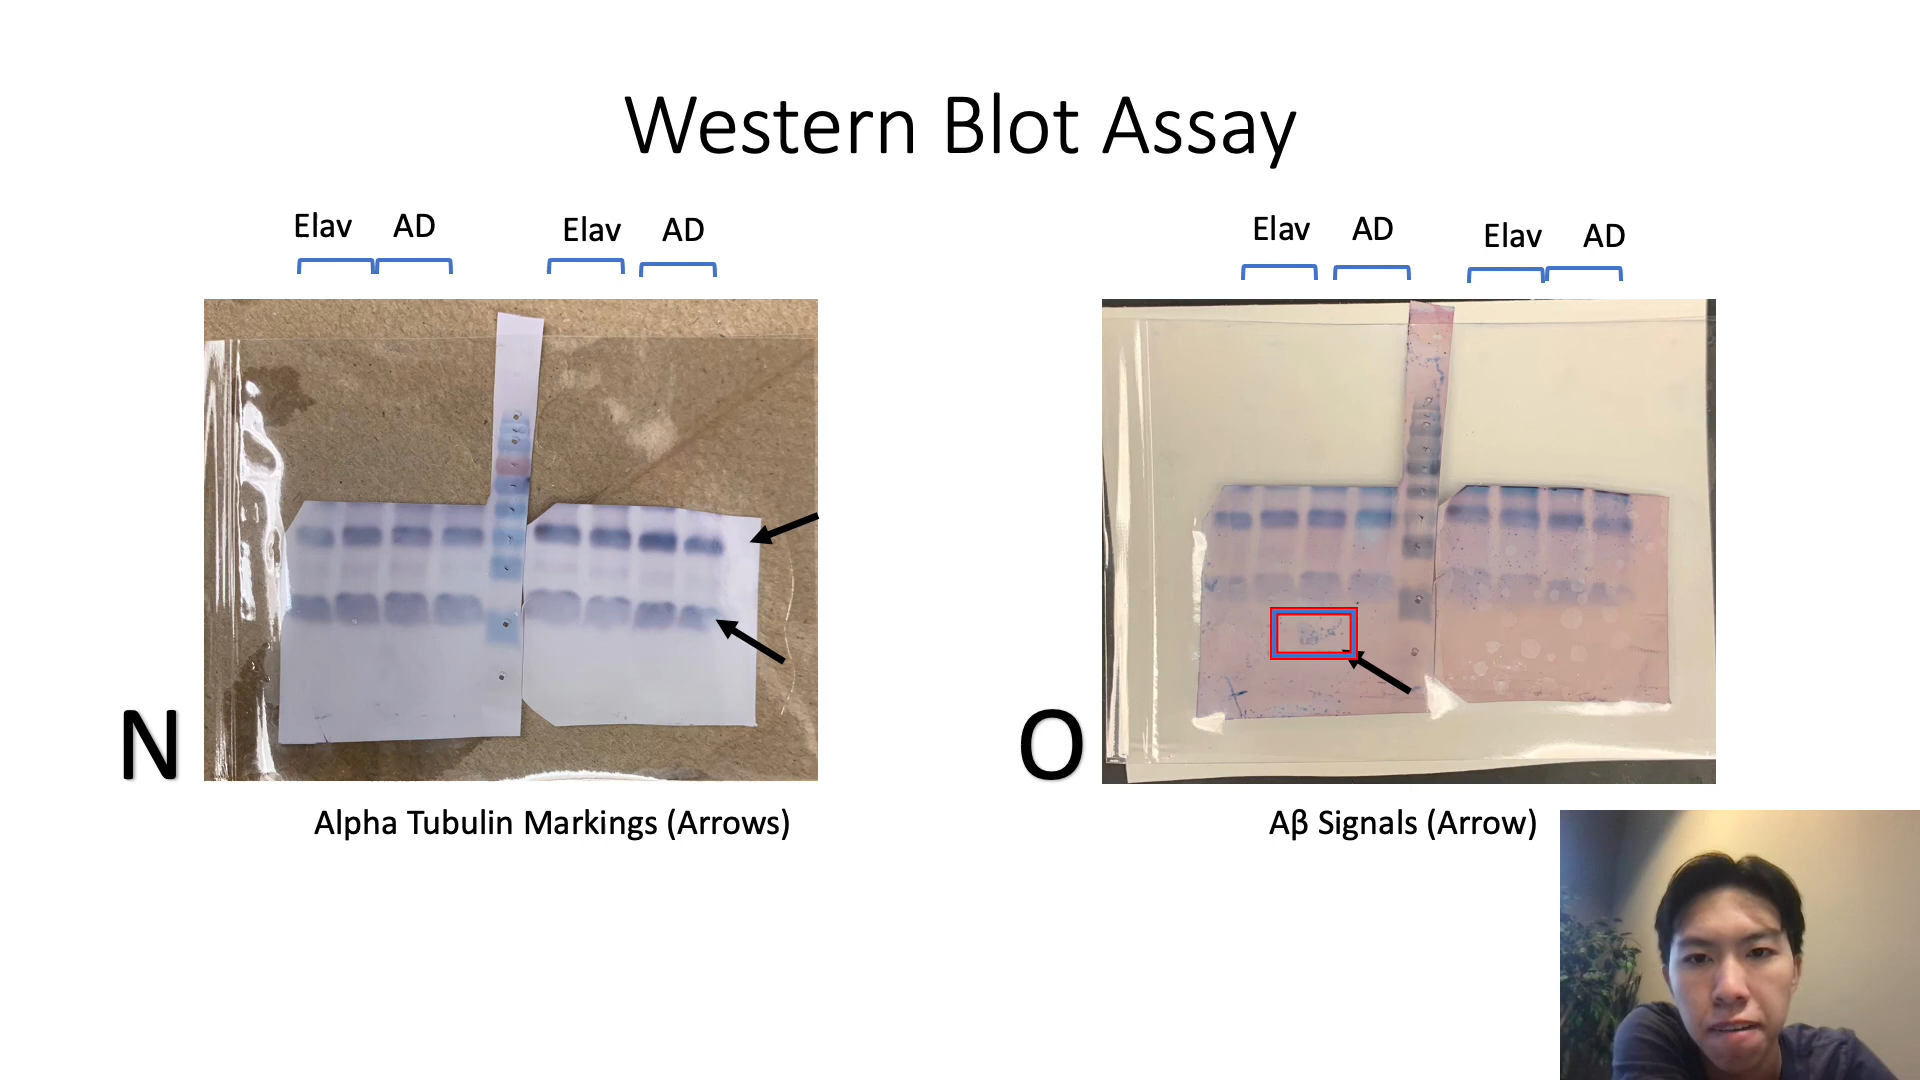 Western Blot Assay
Elav AD Elav AD
Elav AD Elav AD
N
O
Alpha Tubulin Markings (Arrows)
Aβ Signals (Arrow)